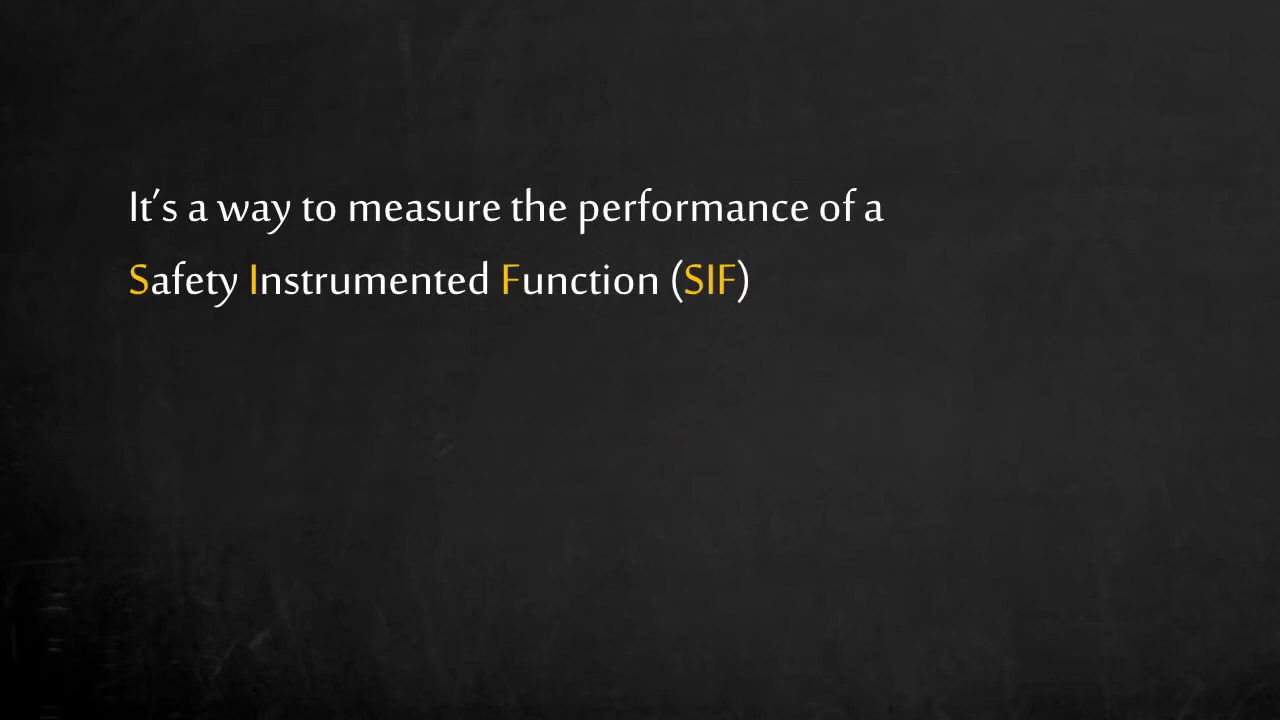 It's a way to measure the performance of a
Safety Instrumented Function (SIF)